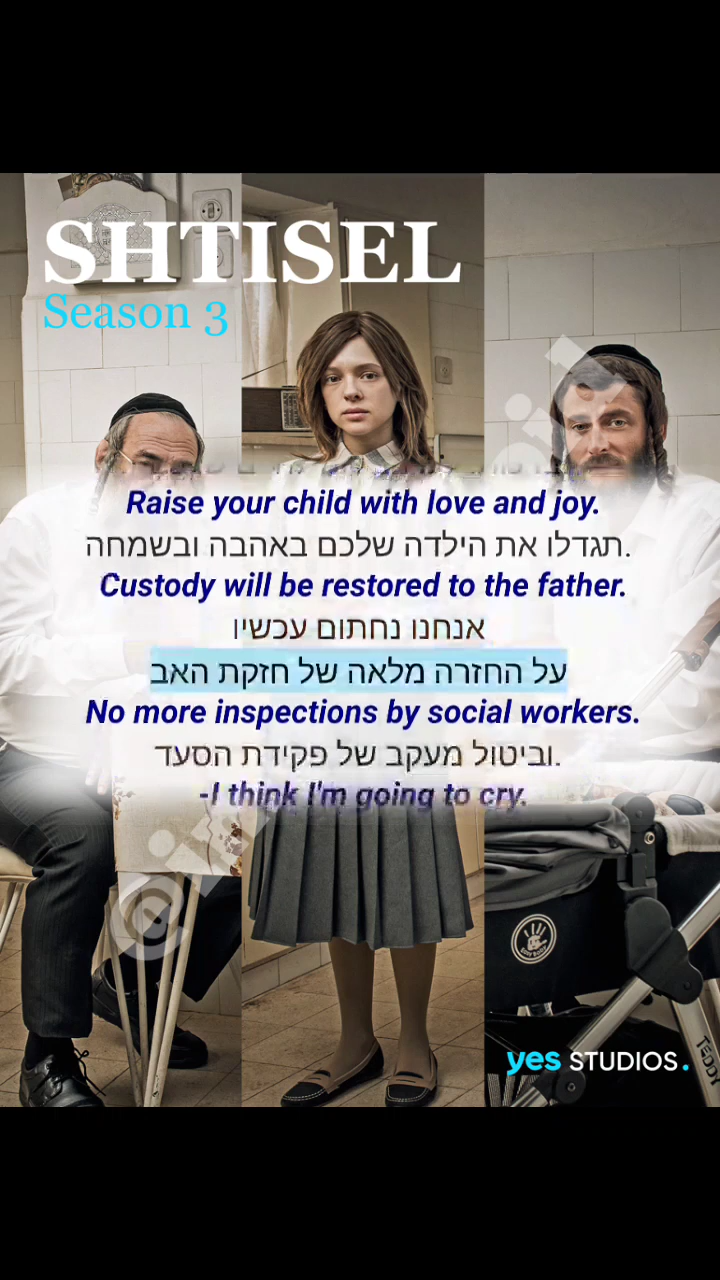 SHTISEL
Season 3
Raise your child with love and joy.
תגדלו את הילדה שלכם באהבה ובשמחה.
Custody will be restored to the father.
אנחנו נחתום עכשיו
על החזרה מלאה של חזקת האב
No more inspections by social workers.
וביטול מעקב של פקידת הסעד.
-I think I'm going to cry.
yes STUDIOS.
TEDDY